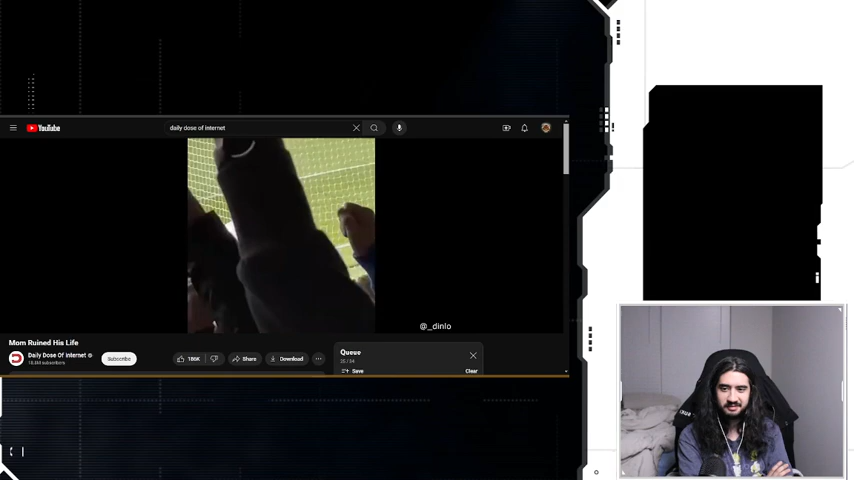 YouTube
daily dose of internet
@_dinlo
Mom Ruined His Life
Daily Dose Of Internet
Subscribe
186K
Share
Download
Queue
Save
Clear